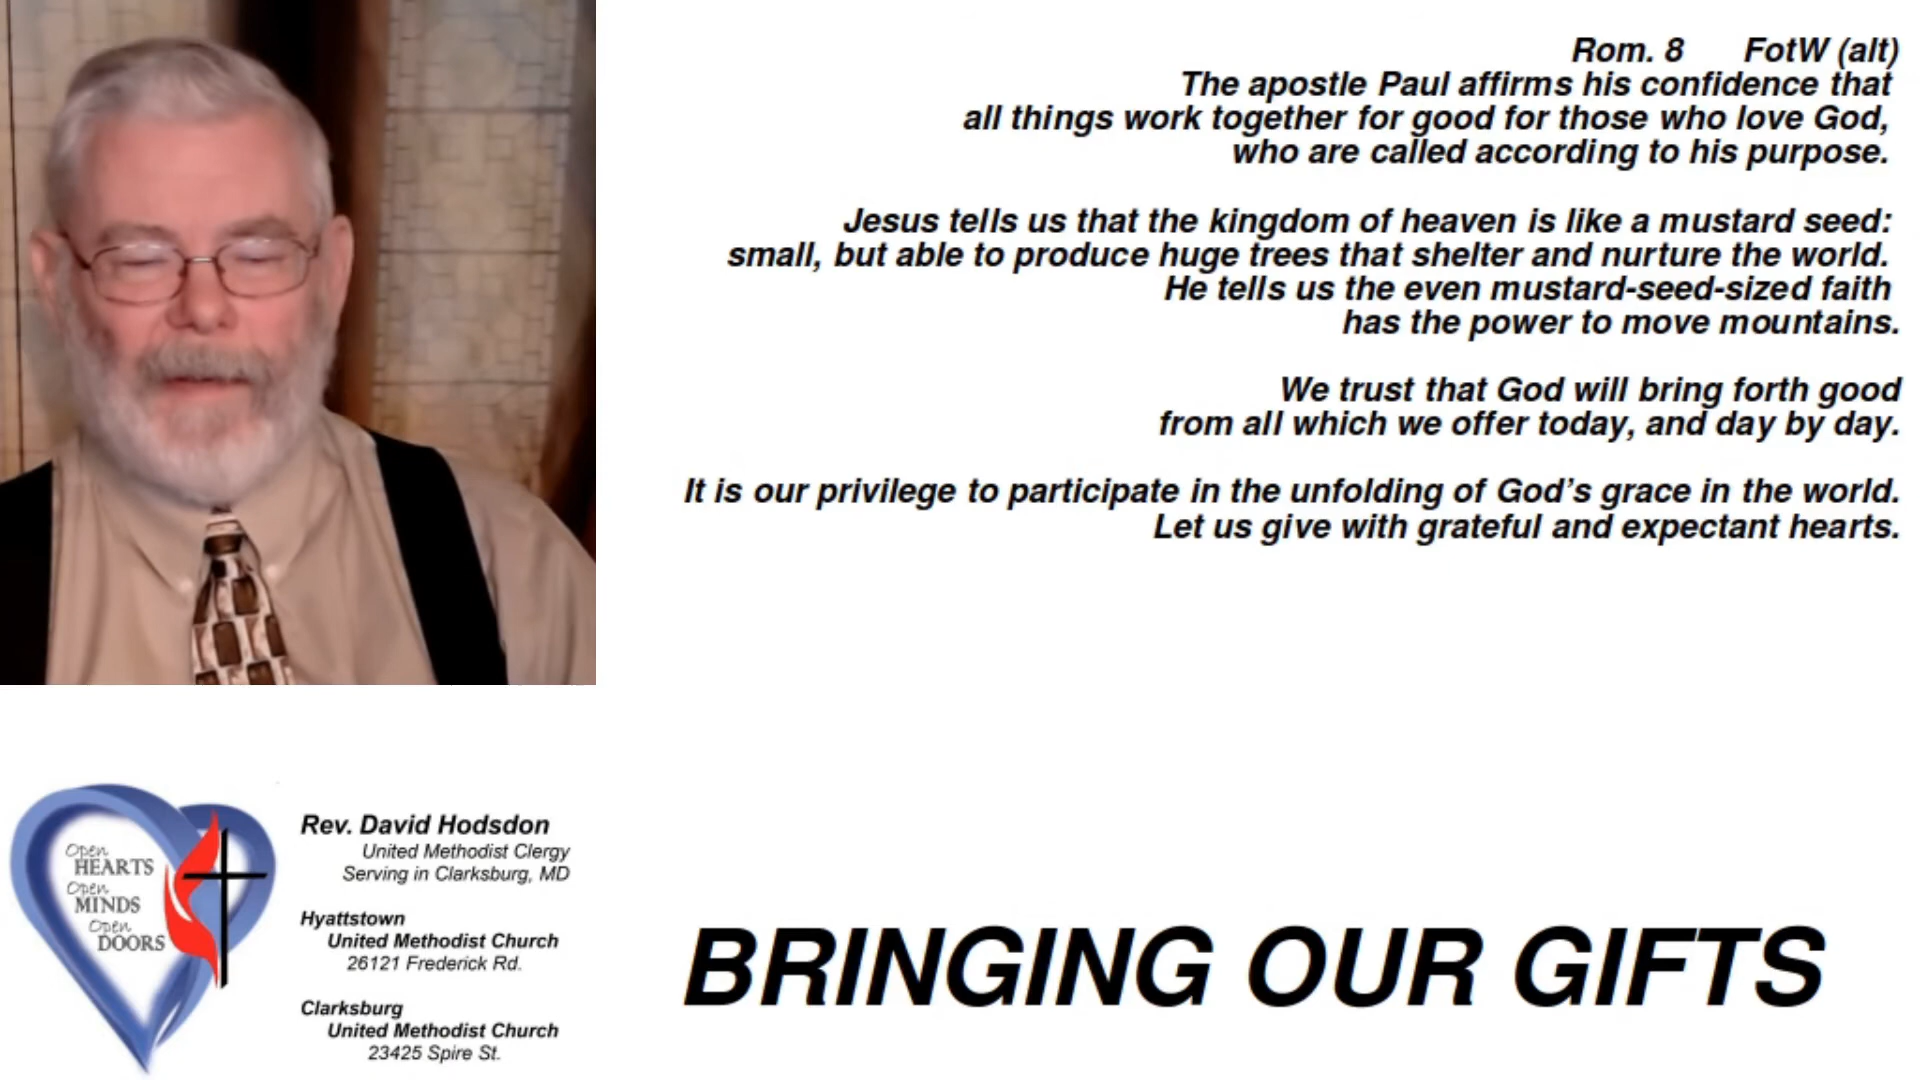 Rom. 8 FotW (alt)
The apostle Paul affirms his confidence that
all things work together for good for those who love God,
who are called according to his purpose.
Jesus tells us that the kingdom of heaven is like a mustard seed:
small, but able to produce huge trees that shelter and nurture the world.
He tells us the even mustard-seed-sized faith
has the power to move mountains.
We trust that God will bring forth good
from all which we offer today, and day by day.
It is our privilege to participate in the unfolding of God's grace in the world.
Let us give with grateful and expectant hearts.
Open
HEARTS
Open
MINDS
Open
DOORS
Rev. David Hodsdon
United Methodist Clergy
Serving in Clarksburg, MD
Hyattstown
United Methodist Church
26121 Frederick Rd.
Clarksburg
United Methodist Church
23425 Spire St.
BRINGING OUR GIFTS